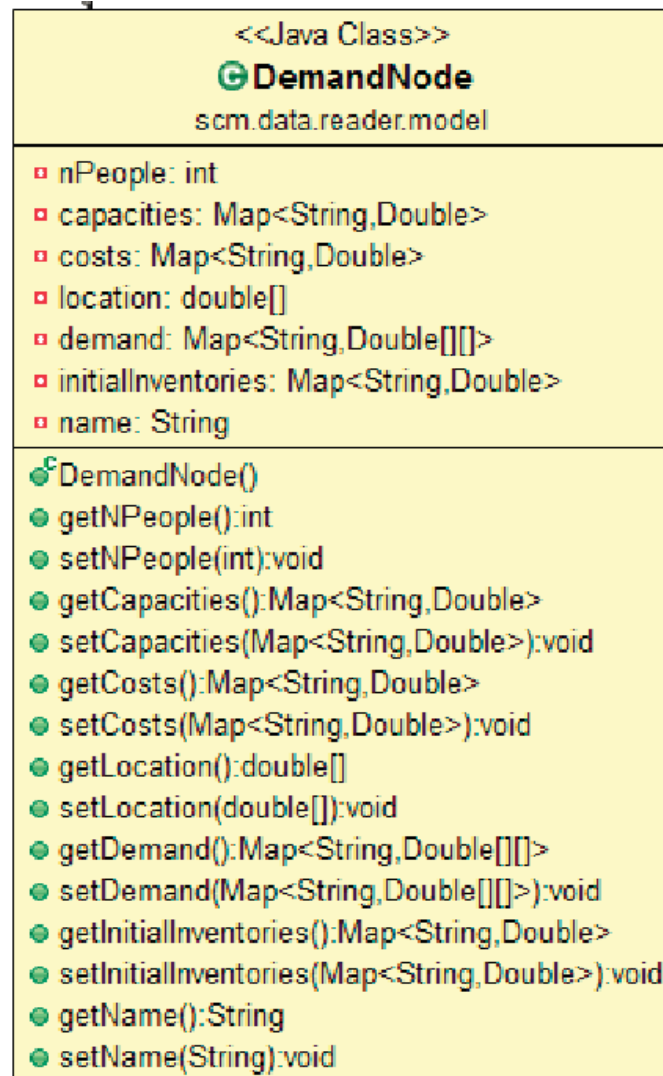 <<Java Class>>
DemandNode
scm.data.reader.model
nPeople: int
capacities: Map<String,Double>
costs: Map<String,Double>
location: double[]
demand: Map<String,Double[][]>
initialInventories: Map<String,Double>
name: String
DemandNode()
getNPeople():int
setNPeople(int):void
getCapacities():Map<String,Double>
setCapacities(Map<String,Double>):void
getCosts():Map<String,Double>
setCosts(Map<String,Double>):void
getLocation():double[]
setLocation(double[]):void
getDemand():Map<String,Double[][]>
setDemand(Map<String,Double[][]>):void
getInitialInventories():Map<String,Double>
setInitialInventories(Map<String,Double>):void
getName():String
setName(String):void